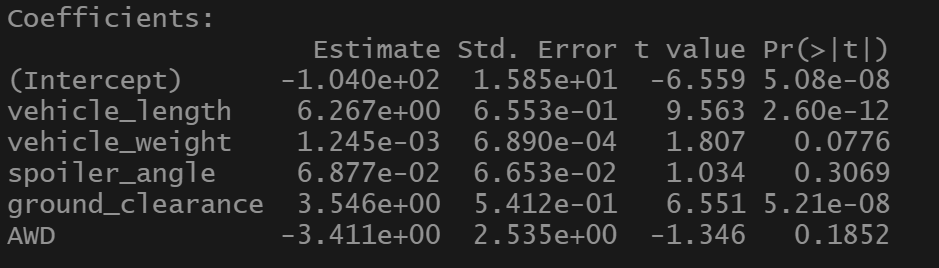 Coefficients:
Estimate Std. Error t value Pr(>|t|)
(Intercept) -1.040e+02 1.585e+01 -6.559 5.08e-08
vehicle_length 6.267e+00 6.553e-01 9.563 2.60e-12
vehicle_weight 1.245e-03 6.890e-04 1.807 0.0776
spoiler_angle 6.877e-02 6.653e-02 1.034 0.3069
ground_clearance 3.546e+00 5.412e-01 6.551 5.21e-08
AWD -3.411e+00 2.535e+00 -1.346 0.1852